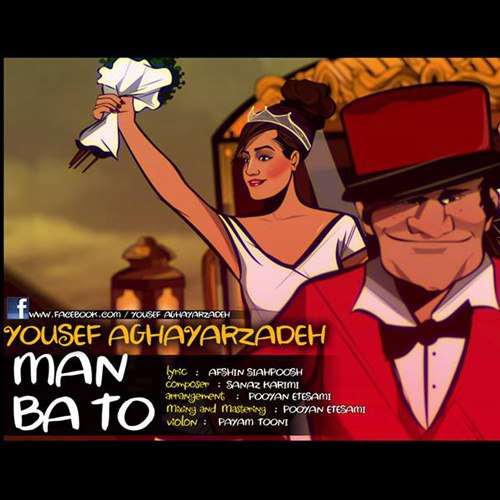 f www.facebook.com / Yousef Aghayarzadeh
YOUSEF AGHAYARZADEH
MAN
BA TO
lyric : AFSHIN SIAHPOOSH
composer : SANAZ KARIMI
arrangement : POOYAN ETESAMI
Mixing and Mastering : POOYAN ETESAMI
violon : PAYAM TOONI